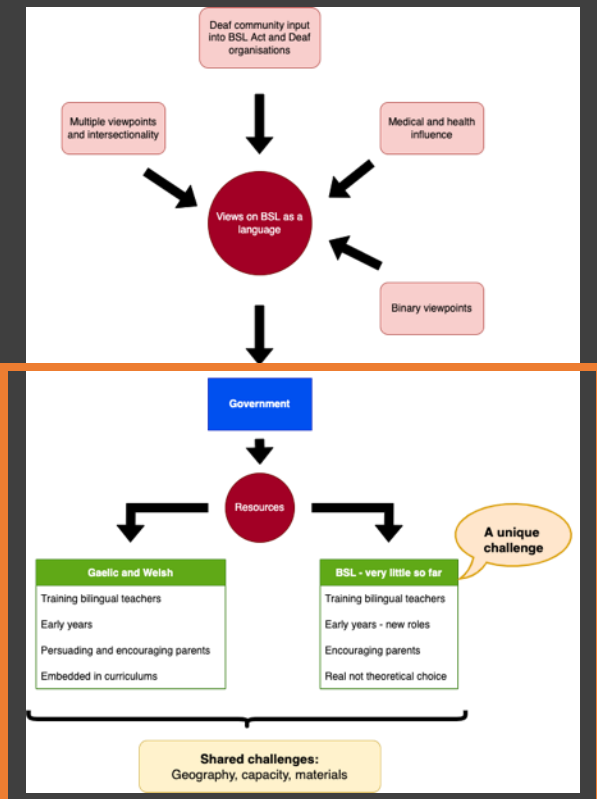 Deaf community input
into BSL Act and Deaf
organisations
Multiple viewpoints
and intersectionality
Medical and health
influence
Views on BSL as a
language
Binary viewpoints
Government
Resources
A unique
challenge
Gaelic and Welsh
Training bilingual teachers
Early years
Persuading and encouraging parents
Embedded in curriculums
BSL - very little so far
Training bilingual teachers
Early years - new roles
Encouraging parents
Real not theoretical choice
Shared challenges:
Geography, capacity, materials